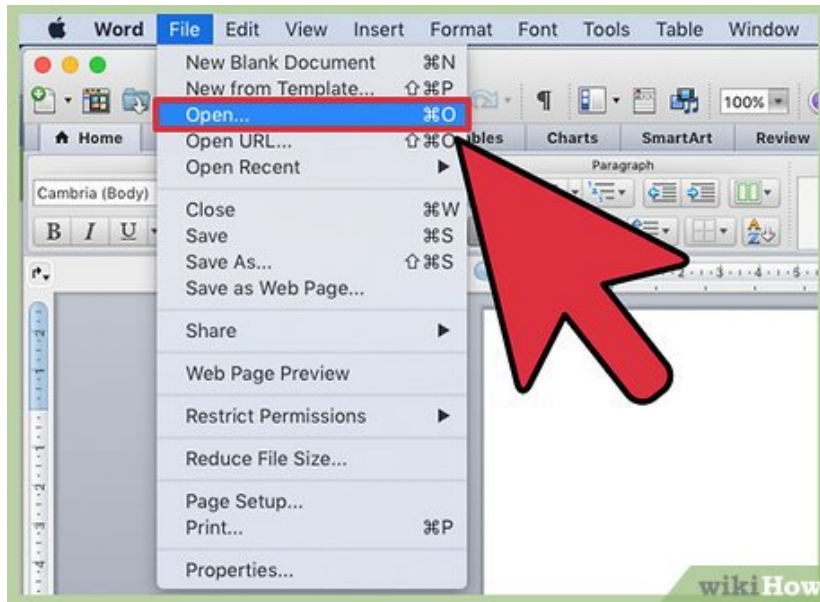 Word File Edit View Insert Format Font Tools Table Window
New Blank Document ⌘N
New from Template... ⇧⌘P
100%
Open... ⌘O
Home
Open URL... ⇧⌘O
Charts SmartArt Review
Open Recent ▶
Paragraph
Cambria (Body)
Close ⌘W
B I U
Save ⌘S
Save As... ⇧⌘S
Save as Web Page...
Share ▶
Web Page Preview
Restrict Permissions ▶
Reduce File Size...
Page Setup...
Print... ⌘P
Properties...
wikiHow